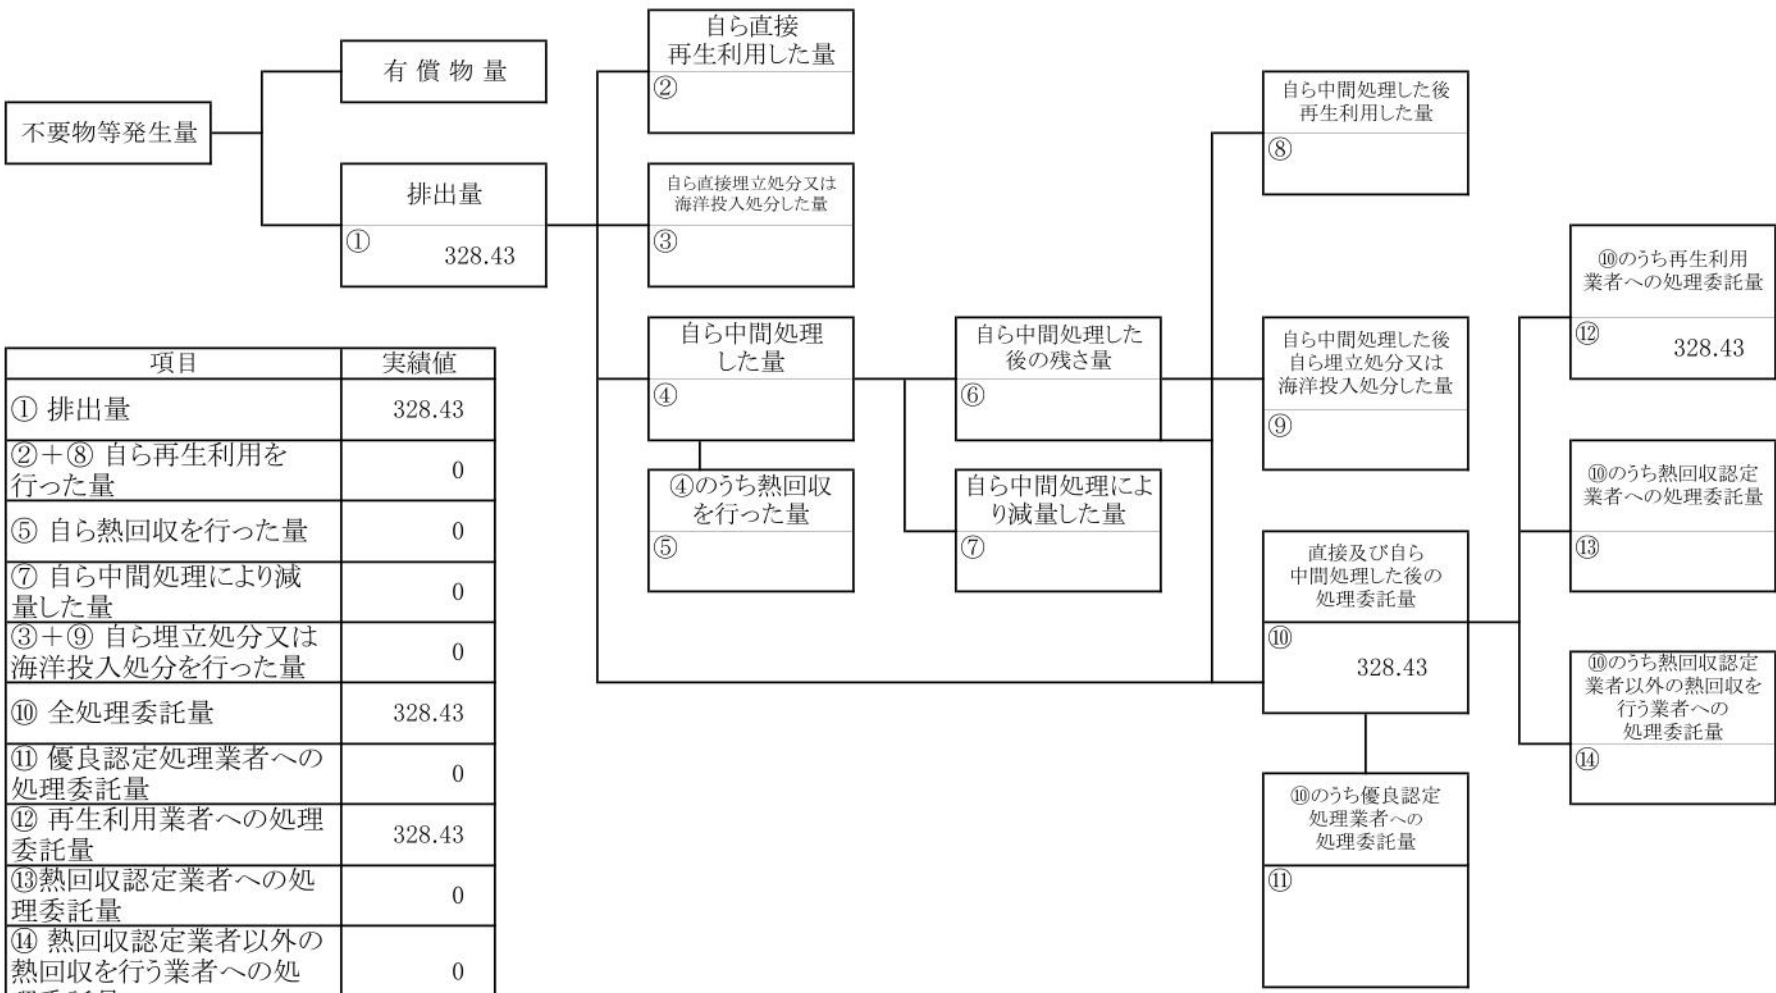 不要物等発生量
有 償 物 量
排出量
①
328.43
自ら直接
再生利用した量
②
自ら直接埋立処分又は
海洋投入処分した量
③
自ら中間処理
した量
④
④のうち熱回収
を行った量
⑤
自ら中間処理した
後の残さ量
⑥
自ら中間処理によ
り減量した量
⑦
自ら中間処理した後
再生利用した量
⑧
自ら中間処理した後
自ら埋立処分又は
海洋投入処分した量
⑨
直接及び自ら
中間処理した後の
処理委託量
⑩
328.43
⑩のうち優良認定
処理業者への
処理委託量
⑪
⑩のうち再生利用
業者への処理委託量
⑫
328.43
⑩のうち熱回収認定
業者への処理委託量
⑬
⑩のうち熱回収認定
業者以外の熱回収を
行う業者への
処理委託量
⑭
項目 実績値
① 排出量 328.43
②＋⑧ 自ら再生利用を
行った量 0
⑤ 自ら熱回収を行った量 0
⑦ 自ら中間処理により減
量した量 0
③＋⑨ 自ら埋立処分又は
海洋投入処分を行った量 0
⑩ 全処理委託量 328.43
⑪ 優良認定処理業者への
処理委託量 0
⑫ 再生利用業者への処理
委託量 328.43
⑬熱回収認定業者への処
理委託量 0
⑭ 熱回収認定業者以外の
熱回収を行う業者への処 0